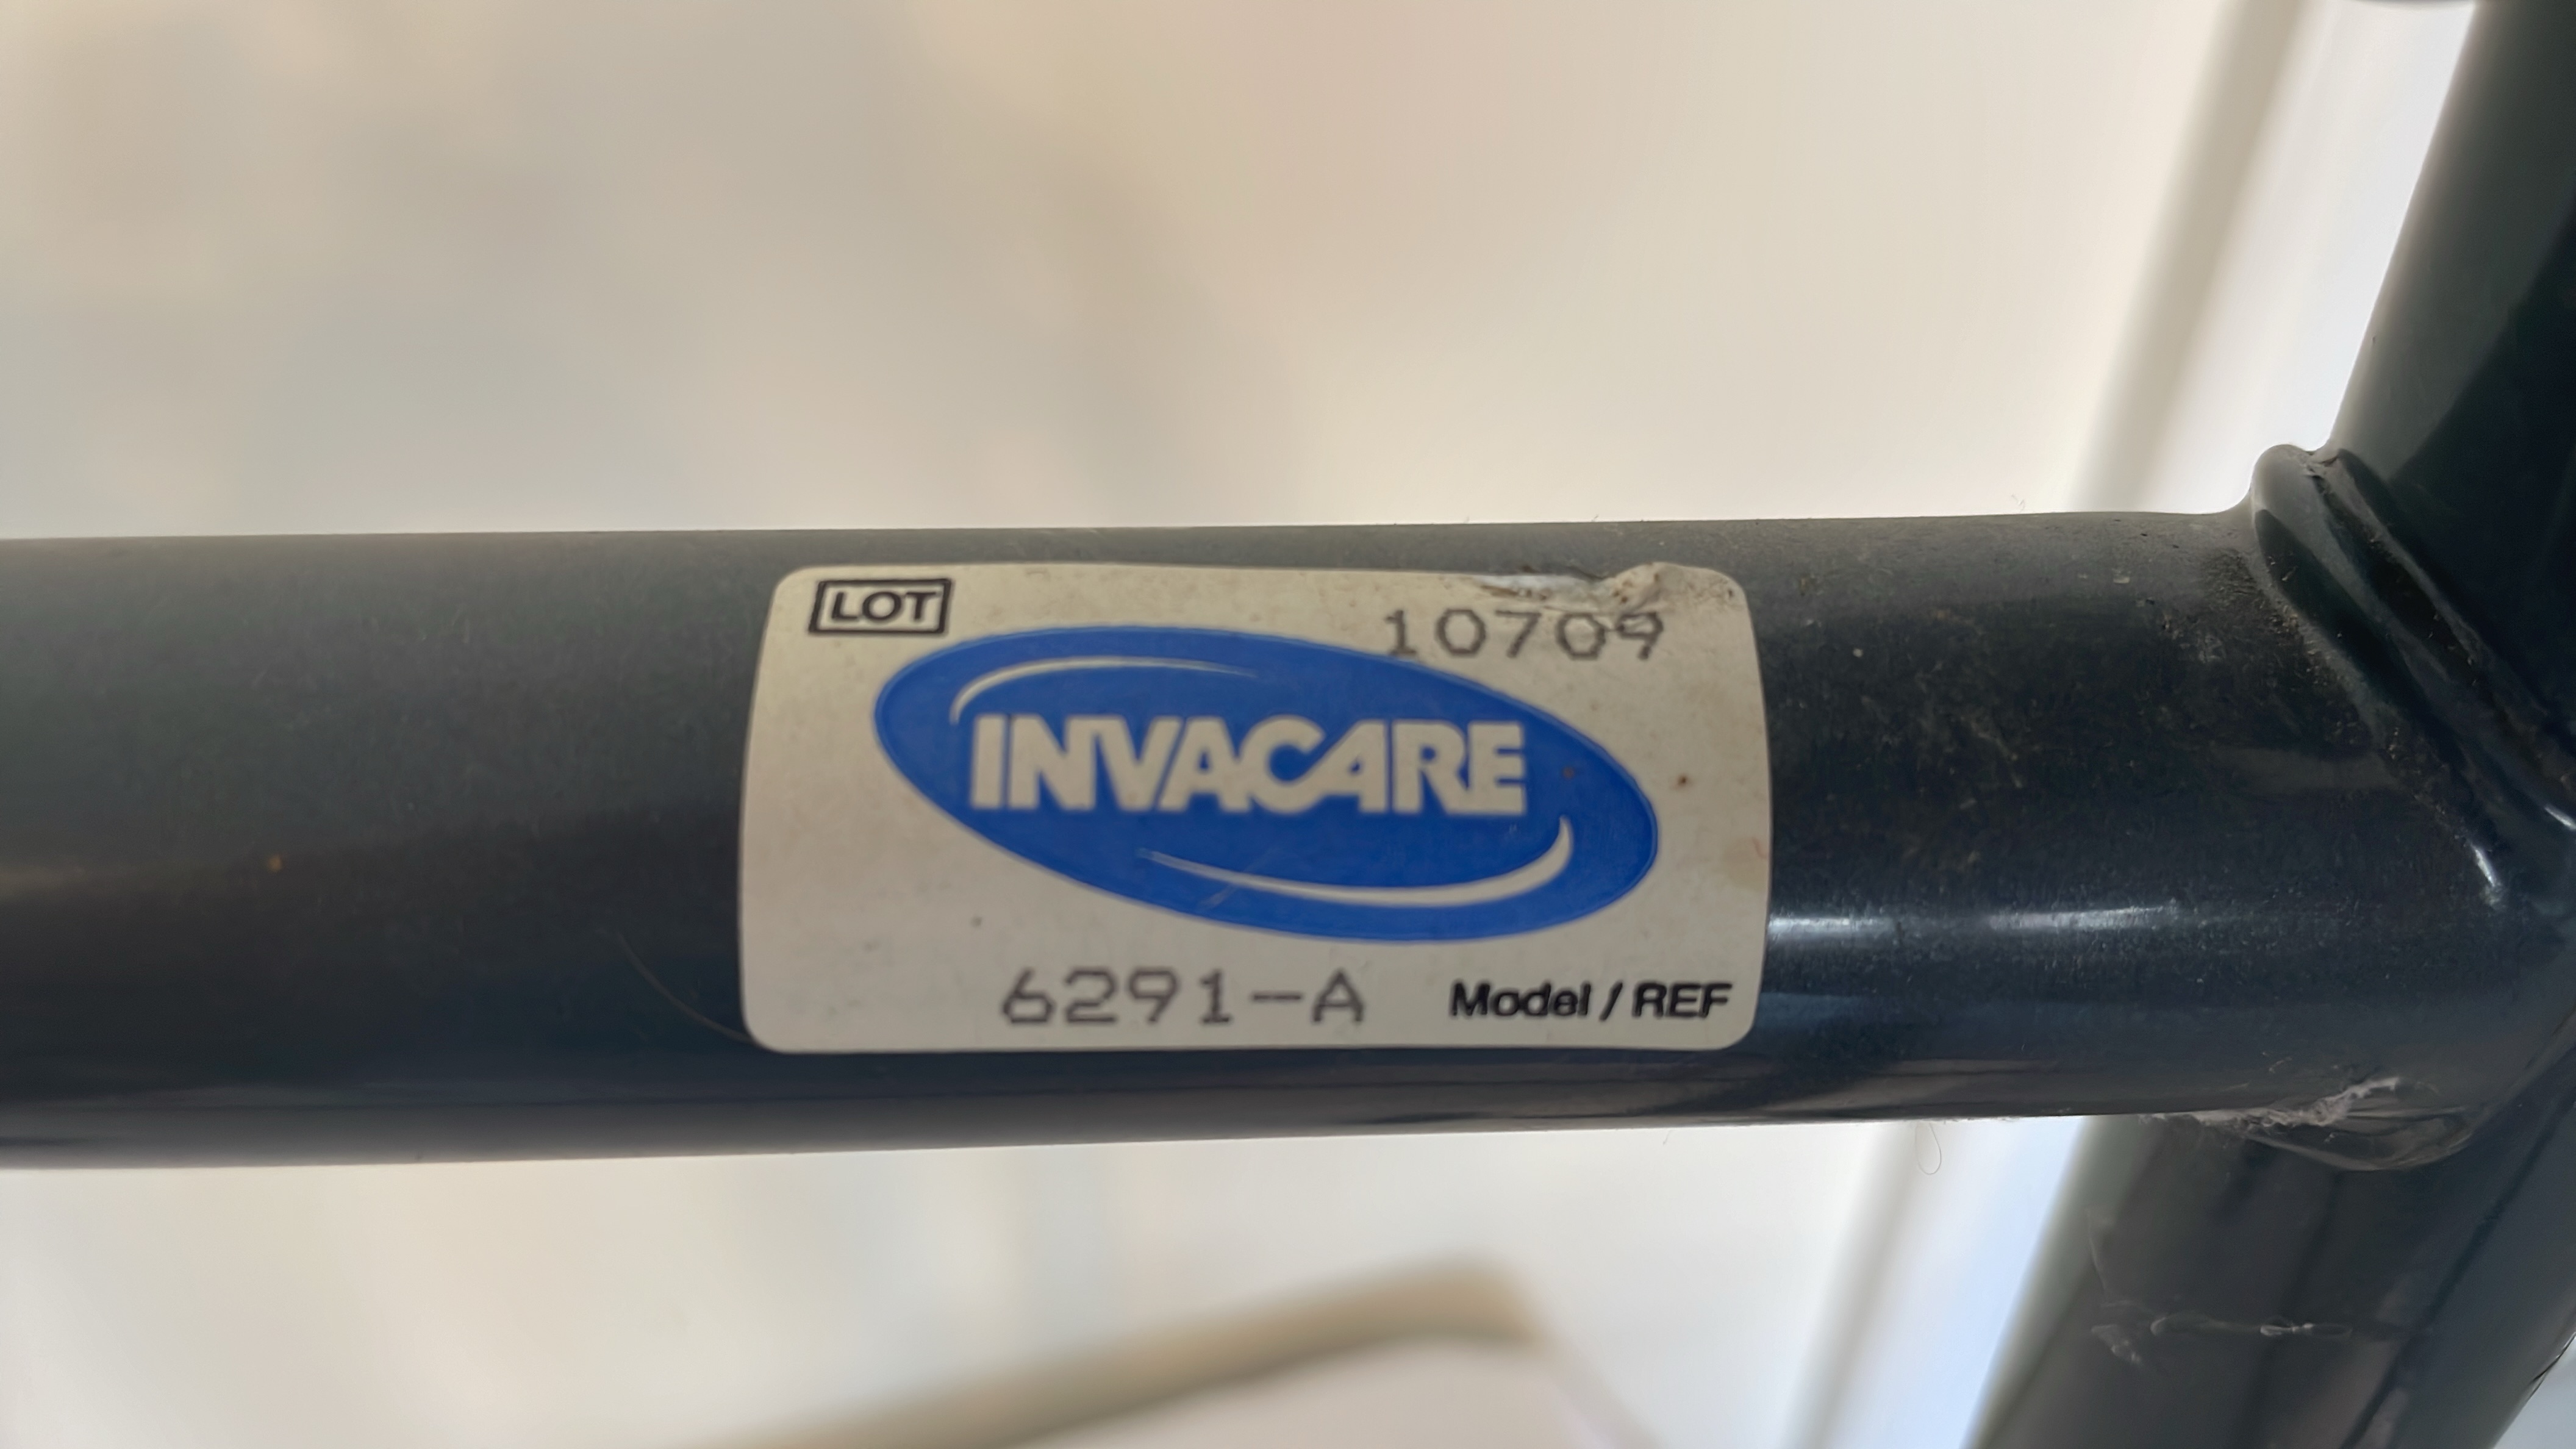 LOT 10709
INVACARE
6291-A Model / REF